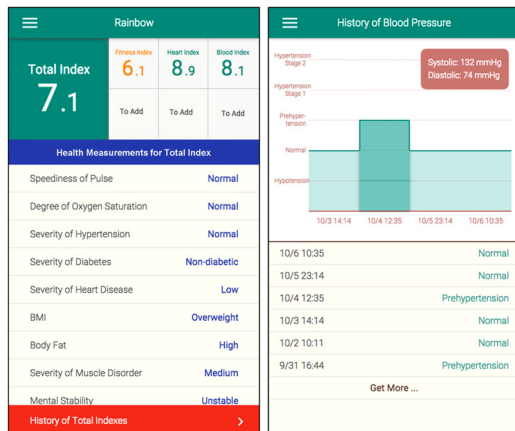 Rainbow
Total Index
7.1
Fitness Index
6.1
Heart Index
8.9
Blood Index
8.1
To Add
To Add
To Add
Health Measurements for Total Index
Speediness of Pulse Normal
Degree of Oxygen Saturation Normal
Severity of Hypertension Normal
Severity of Diabetes Non-diabetic
Severity of Heart Disease Low
BMI Overweight
Body Fat High
Severity of Muscle Disorder Medium
Mental Stability Unstable
History of Total Indexes
History of Blood Pressure
Systolic: 132 mmHg
Diastolic: 74 mmHg
Hypertension
Stage 2
Hypertension
Stage 1
Prehyper-
tension
Normal
Hypotension
10/3 14:14 10/4 12:35 10/5 23:14 10/6 10:35
10/6 10:35 Normal
10/5 23:14 Normal
10/4 12:35 Prehypertension
10/3 14:14 Normal
10/2 10:11 Normal
9/31 16:44 Prehypertension
Get More ...